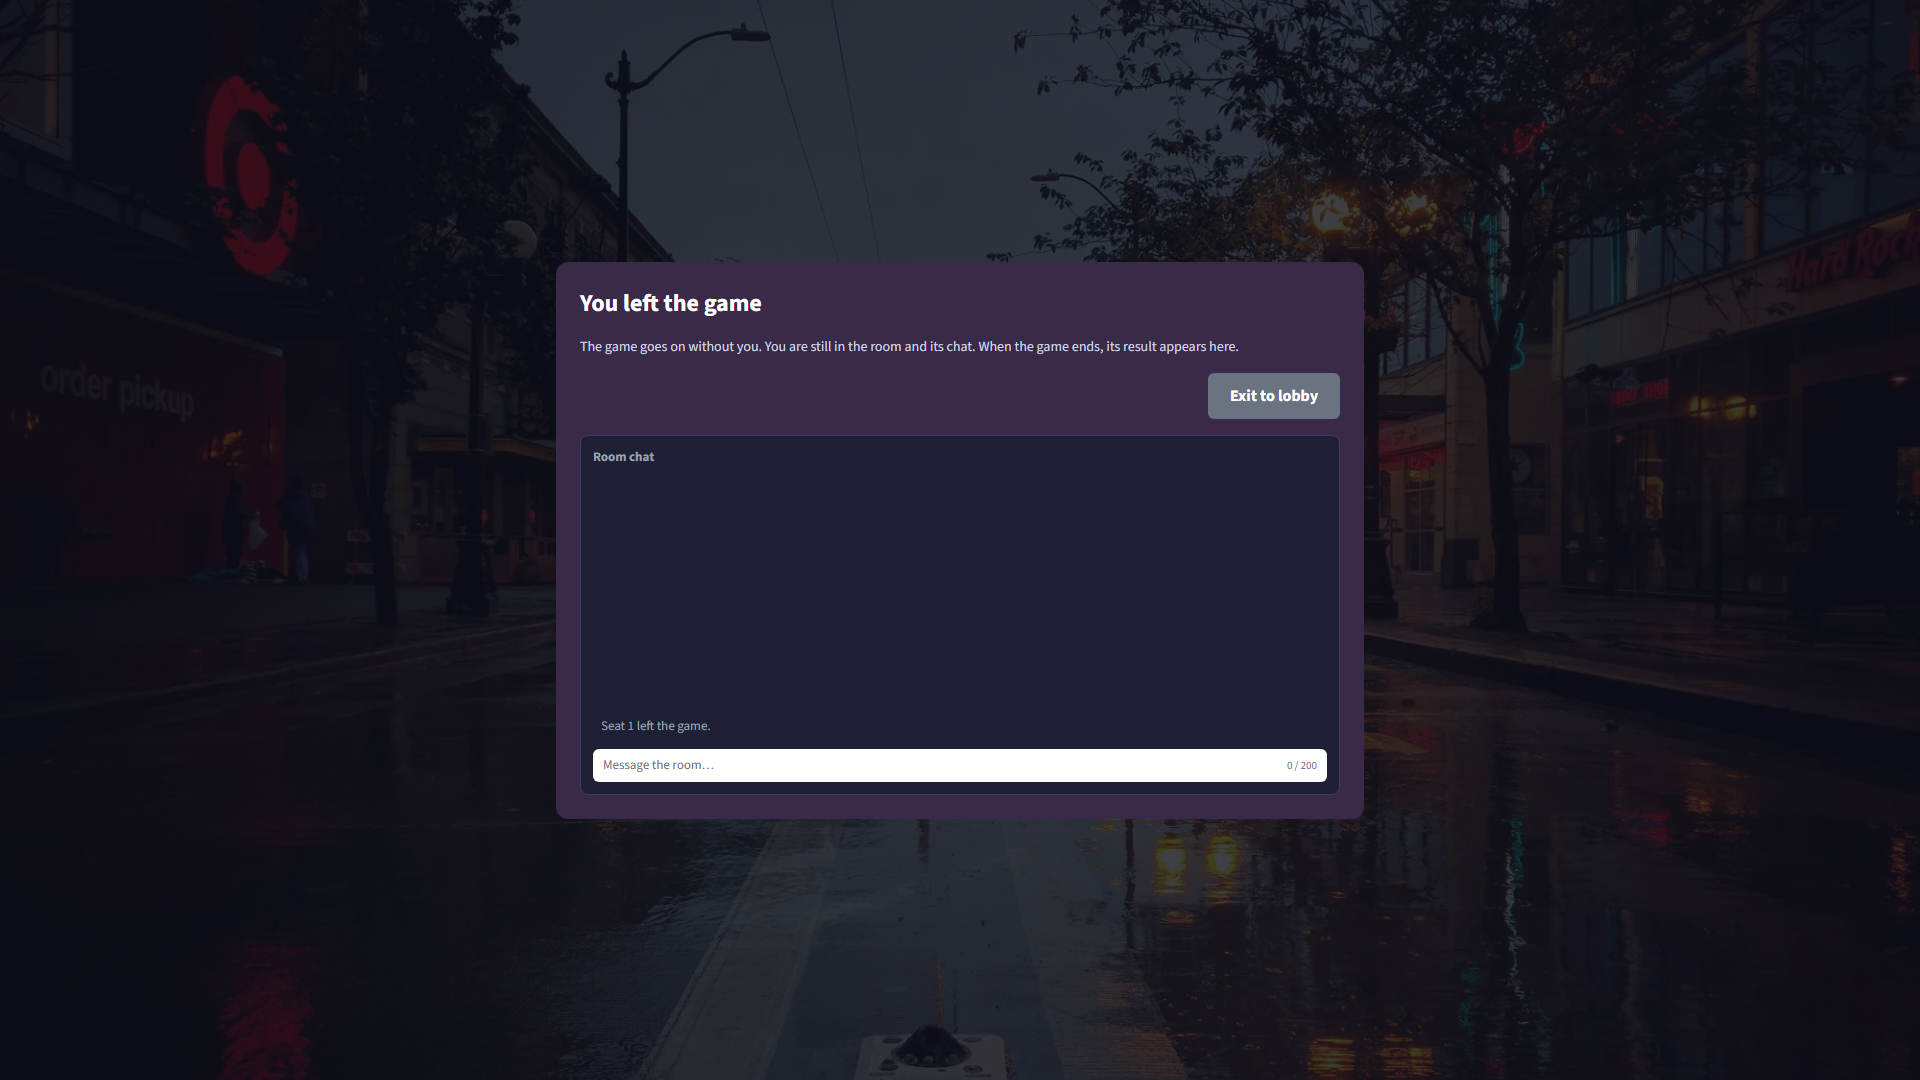 order pickup
Hard Rock
You left the game
The game goes on without you. You are still in the room and its chat. When the game ends, its result appears here.
Exit to lobby
Room chat
Seat 1 left the game.
Message the room…
0 / 200